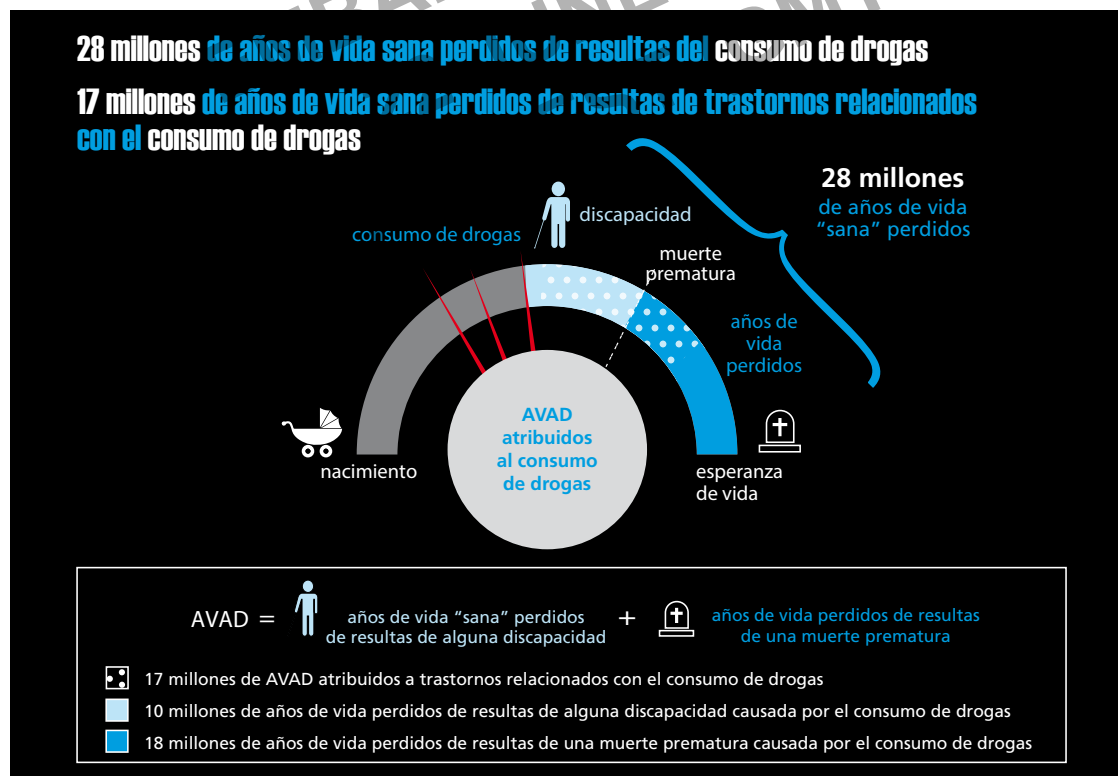 28 millones de años de vida sana perdidos de resultas del consumo de drogas
17 millones de años de vida sana perdidos de resultas de trastornos relacionados
con el consumo de drogas
28 millones
de años de vida
“sana” perdidos
discapacidad
consumo de drogas
muerte
prematura
años de
vida
perdidos
AVAD
atribuidos
al consumo
de drogas
nacimiento
esperanza
de vida
AVAD =
años de vida “sana” perdidos
de resultas de alguna discapacidad
+
años de vida perdidos de resultas
de una muerte prematura
17 millones de AVAD atribuidos a trastornos relacionados con el consumo de drogas
10 millones de años de vida perdidos de resultas de alguna discapacidad causada por el consumo de drogas
18 millones de años de vida perdidos de resultas de una muerte prematura causada por el consumo de drogas